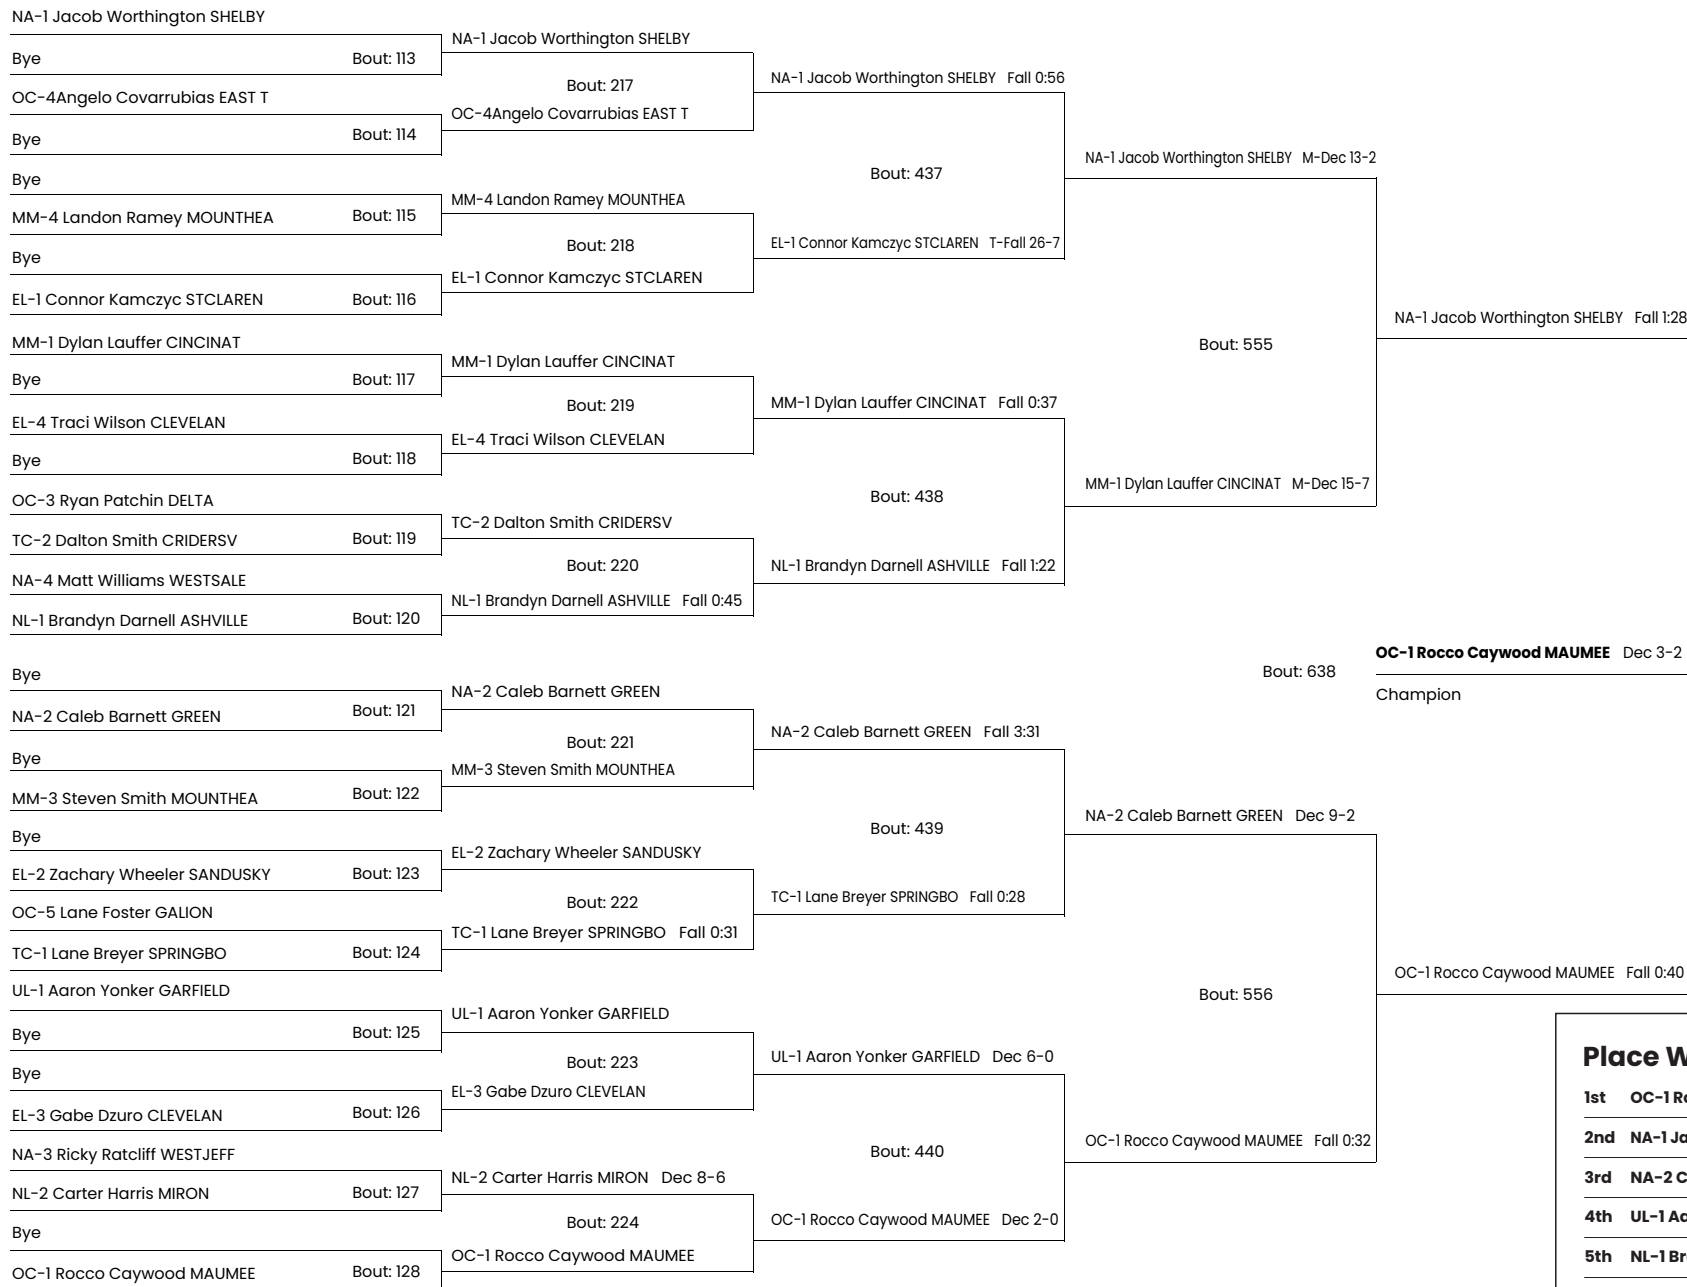 NA-1 Jacob Worthington SHELBY
Bye
Bout: 113
OC-4Angelo Covarrubias EAST T
Bye
Bout: 114
Bye
MM-4 Landon Ramey MOUNTHEA
Bout: 115
Bye
EL-1 Connor Kamczyc STCLAREN
Bout: 116
MM-1 Dylan Lauffer CINCINAT
Bye
Bout: 117
EL-4 Traci Wilson CLEVELAN
Bye
Bout: 118
OC-3 Ryan Patchin DELTA
TC-2 Dalton Smith CRIDERSV
Bout: 119
NA-4 Matt Williams WESTSALE
NL-1 Brandyn Darnell ASHVILLE
Bout: 120
Bye
NA-2 Caleb Barnett GREEN
Bout: 121
Bye
MM-3 Steven Smith MOUNTHEA
Bout: 122
Bye
EL-2 Zachary Wheeler SANDUSKY
Bout: 123
OC-5 Lane Foster GALION
TC-1 Lane Breyer SPRINGBO
Bout: 124
UL-1 Aaron Yonker GARFIELD
Bye
Bout: 125
Bye
EL-3 Gabe Dzuro CLEVELAN
Bout: 126
NA-3 Ricky Ratcliff WESTJEFF
NL-2 Carter Harris MIRON
Bout: 127
Bye
OC-1 Rocco Caywood MAUMEE
Bout: 128
NA-1 Jacob Worthington SHELBY
Bout: 217
OC-4Angelo Covarrubias EAST T
MM-4 Landon Ramey MOUNTHEA
Bout: 218
EL-1 Connor Kamczyc STCLAREN
MM-1 Dylan Lauffer CINCINAT
Bout: 219
EL-4 Traci Wilson CLEVELAN
TC-2 Dalton Smith CRIDERSV
Bout: 220
NL-1 Brandyn Darnell ASHVILLE Fall 0:45
NA-2 Caleb Barnett GREEN
Bout: 221
MM-3 Steven Smith MOUNTHEA
EL-2 Zachary Wheeler SANDUSKY
Bout: 222
TC-1 Lane Breyer SPRINGBO Fall 0:31
UL-1 Aaron Yonker GARFIELD
Bout: 223
EL-3 Gabe Dzuro CLEVELAN
NL-2 Carter Harris MIRON Dec 8-6
Bout: 224
OC-1 Rocco Caywood MAUMEE
NA-1 Jacob Worthington SHELBY Fall 0:56
Bout: 437
EL-1 Connor Kamczyc STCLAREN T-Fall 26-7
MM-1 Dylan Lauffer CINCINAT Fall 0:37
Bout: 438
NL-1 Brandyn Darnell ASHVILLE Fall 1:22
NA-2 Caleb Barnett GREEN Fall 3:31
Bout: 439
TC-1 Lane Breyer SPRINGBO Fall 0:28
UL-1 Aaron Yonker GARFIELD Dec 6-0
Bout: 440
OC-1 Rocco Caywood MAUMEE Dec 2-0
NA-1 Jacob Worthington SHELBY M-Dec 13-2
Bout: 555
MM-1 Dylan Lauffer CINCINAT M-Dec 15-7
NA-2 Caleb Barnett GREEN Dec 9-2
Bout: 556
OC-1 Rocco Caywood MAUMEE Fall 0:32
NA-1 Jacob Worthington SHELBY Fall 1:28
Bout: 638
OC-1 Rocco Caywood MAUMEE Dec 3-2
Champion
OC-1 Rocco Caywood MAUMEE Fall 0:40
Place W
1st OC-1 Ro
2nd NA-1 Ja
3rd NA-2 C
4th UL-1 Aa
5th NL-1 Br